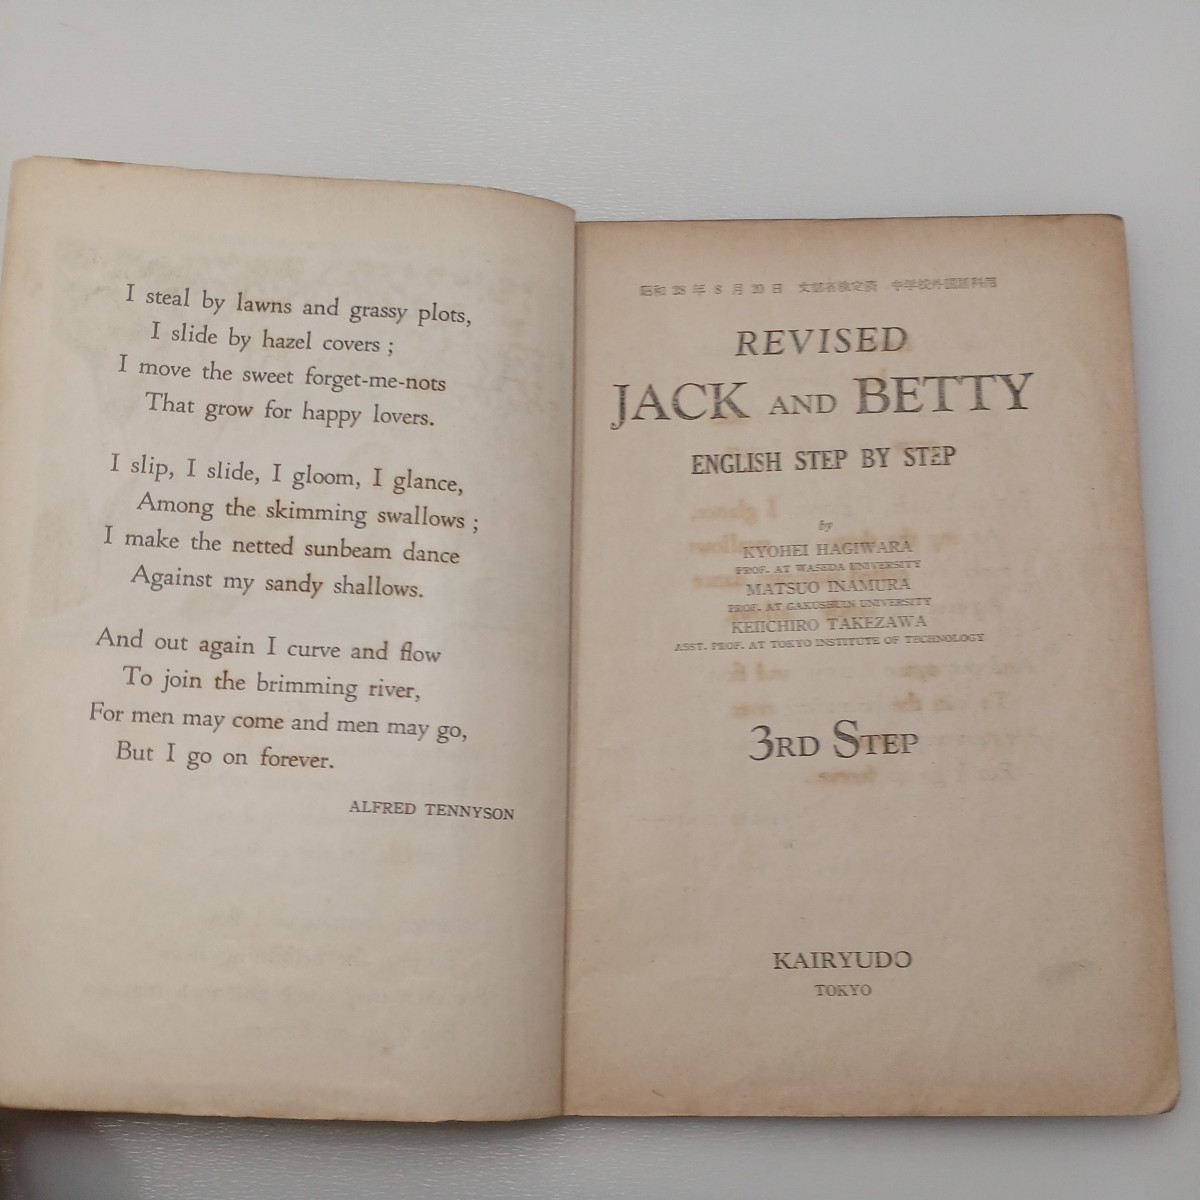 I steal by lawns and grassy plots,
I slide by hazel covers ;
I move the sweet forget-me-nots
That grow for happy lovers.
I slip, I slide, I gloom, I glance,
Among the skimming swallows ;
I make the netted sunbeam dance
Against my sandy shallows.
And out again I curve and flow
To join the brimming river,
For men may come and men may go,
But I go on forever.
ALFRED TENNYSON
昭和 28 年 8 月 20 日 文部省検定済 中学校外国語科用
REVISED
JACK AND BETTY
ENGLISH STEP BY STEP
by
KYOHEI HAGIWARA
PROF. AT WASEDA UNIVERSITY
MATSUO INAMURA
PROF. AT GAKUSHUIN UNIVERSITY
KEIICHIRO TAKEZAWA
ASST. PROF. AT TOKYO INSTITUTE OF TECHNOLOGY
3RD STEP
KAIRYUDO
TOKYO